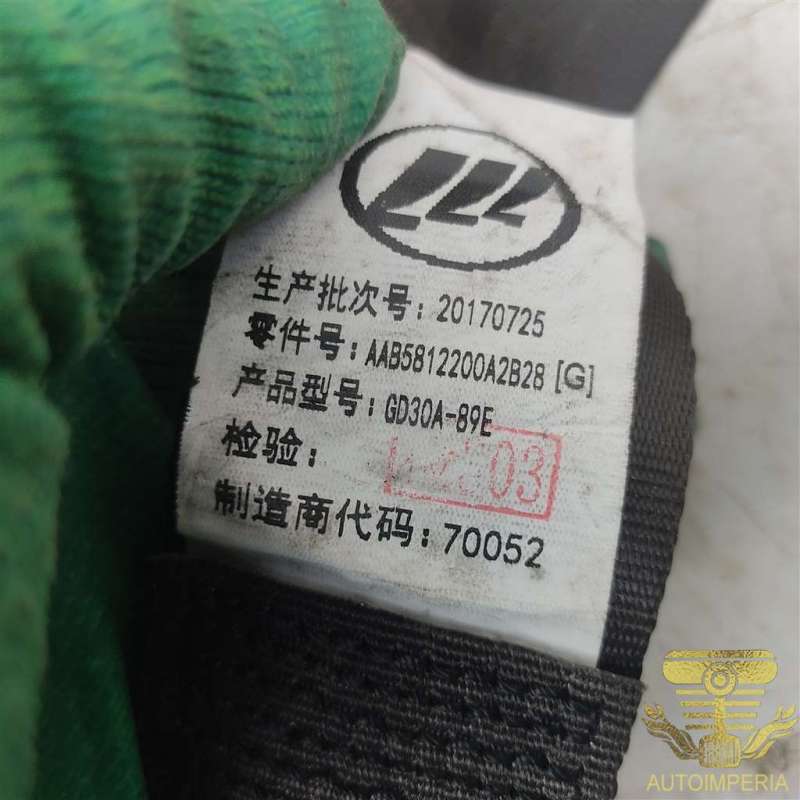 生产批次号：20170725
零件号：AAB5812200A2B28 [G]
产品型号：GD30A-89E
检验： 03
制造商代码：70052
AUTOIMPERIA